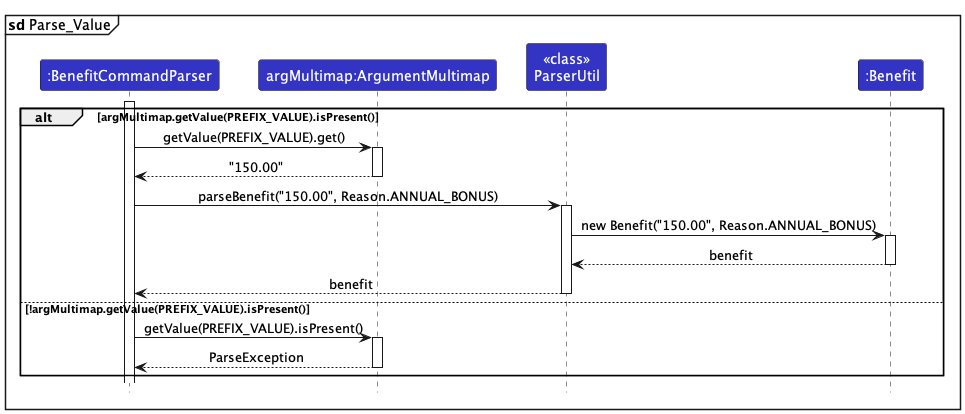 sd Parse_Value
:BenefitCommandParser
argMultimap:ArgumentMultimap
«class»
ParserUtil
:Benefit
alt
[argMultimap.getValue(PREFIX_VALUE).isPresent()]
getValue(PREFIX_VALUE).get()
"150.00"
parseBenefit("150.00", Reason.ANNUAL_BONUS)
new Benefit("150.00", Reason.ANNUAL_BONUS)
benefit
benefit
[!argMultimap.getValue(PREFIX_VALUE).isPresent()]
getValue(PREFIX_VALUE).isPresent()
ParseException